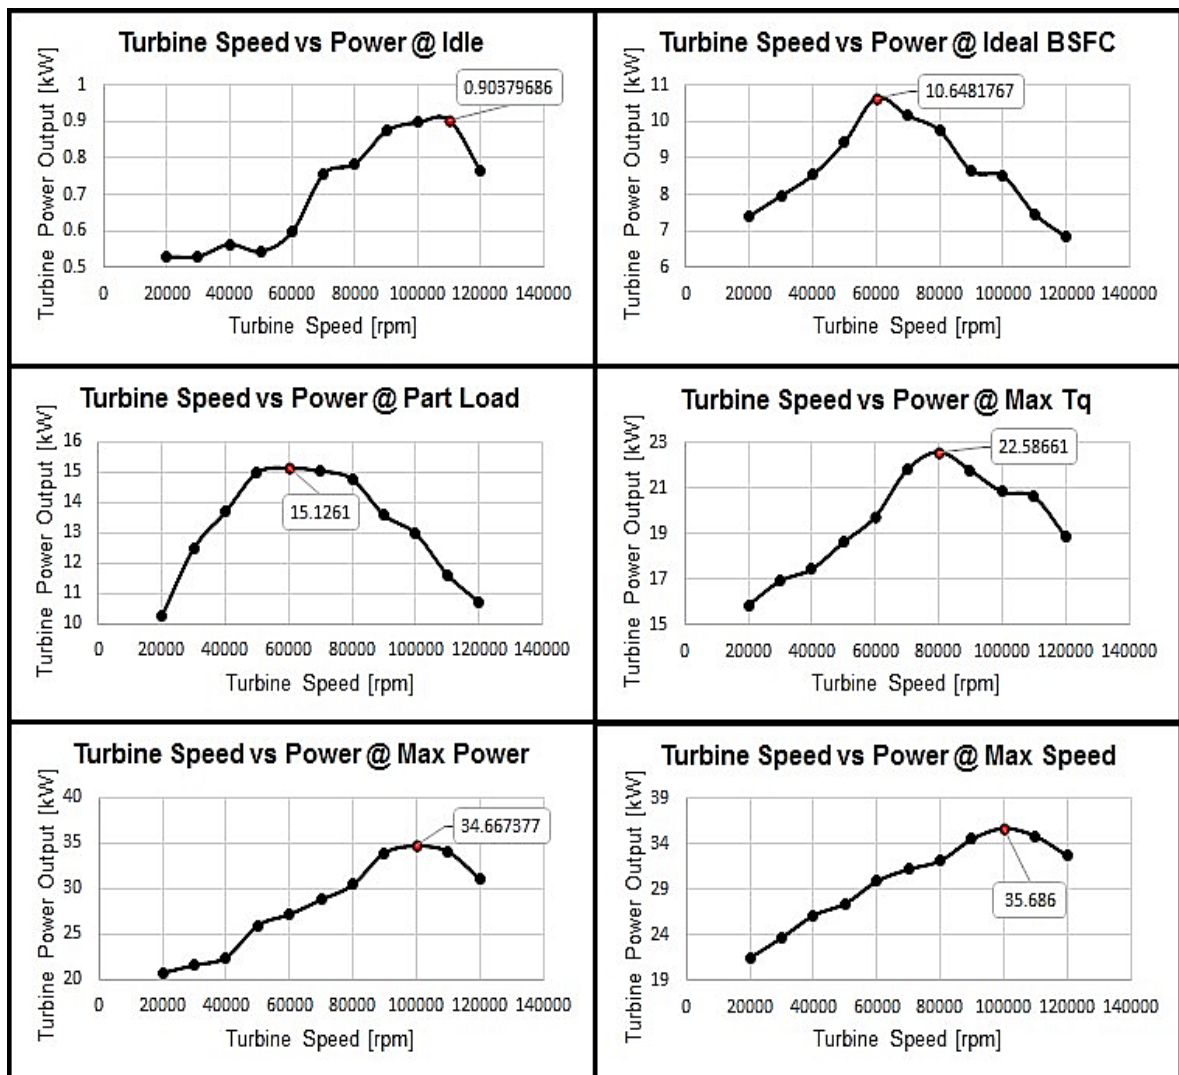 Turbine Speed vs Power @ Idle
Turbine Power Output [kW]
1
0.9
0.8
0.7
0.6
0.5
0.90379686
0 20000 40000 60000 80000 100000 120000 140000
Turbine Speed [rpm]
Turbine Speed vs Power @ Ideal BSFC
Turbine Power Output [kW]
11
10
9
8
7
6
10.6481767
0 20000 40000 60000 80000 100000 120000 140000
Turbine Speed [rpm]
Turbine Speed vs Power @ Part Load
Turbine Power Output [kW]
16
15
14
13
12
11
10
15.1261
0 20000 40000 60000 80000 100000 120000 140000
Turbine Speed [rpm]
Turbine Speed vs Power @ Max Tq
Turbine Power Output [kW]
23
21
19
17
15
22.58661
0 20000 40000 60000 80000 100000 120000 140000
Turbine Speed [rpm]
Turbine Speed vs Power @ Max Power
Turbine Power Output [kW]
40
35
30
25
20
34.667377
0 20000 40000 60000 80000 100000 120000 140000
Turbine Speed [rpm]
Turbine Speed vs Power @ Max Speed
Turbine Power Output [kW]
39
34
29
24
19
35.686
0 20000 40000 60000 80000 100000 120000 140000
Turbine Speed [rpm]